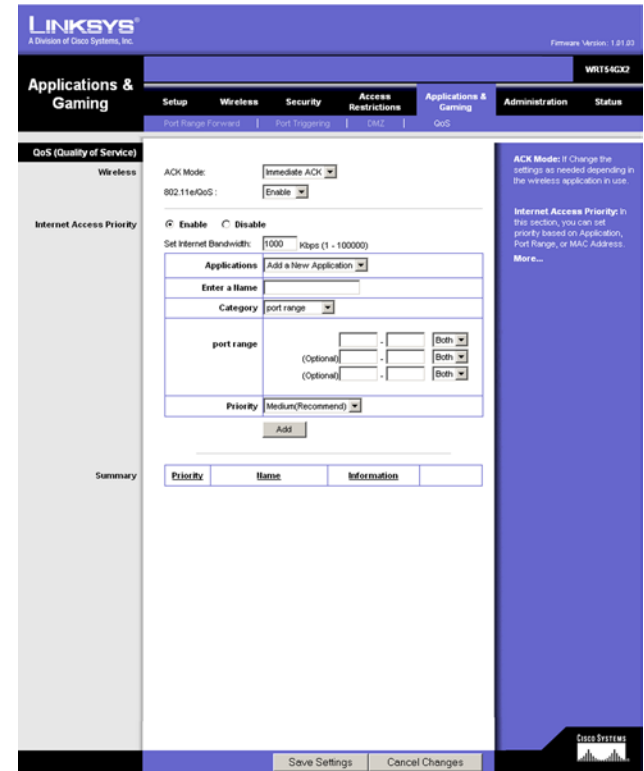 LINKSYS®
A Division of Cisco Systems, Inc.
Firmware Version: 1.01.03
WRT54GX2
Applications &
Gaming
Setup Wireless Security Access Restrictions Applications & Gaming Administration Status
Port Range Forward | Port Triggering | DMZ | QoS
QoS (Quality of Service)
Wireless
ACK Mode: Immediate ACK
802.11e/QoS : Enable
Internet Access Priority
Enable Disable
Set Internet Bandwidth: 1000 Kbps (1 - 100000)
Applications Add a New Application
Enter a Name
Category port range
port range
- Both
(Optional) - Both
(Optional) - Both
Priority Medium(Recommend)
Add
Summary
Priority Name Information
ACK Mode: If Change the
settings as needed depending in
the wireless application in use.
Internet Access Priority: In
this section, you can set
priority based on Application,
Port Range, or MAC Address.
More...
CISCO SYSTEMS
Save Settings Cancel Changes